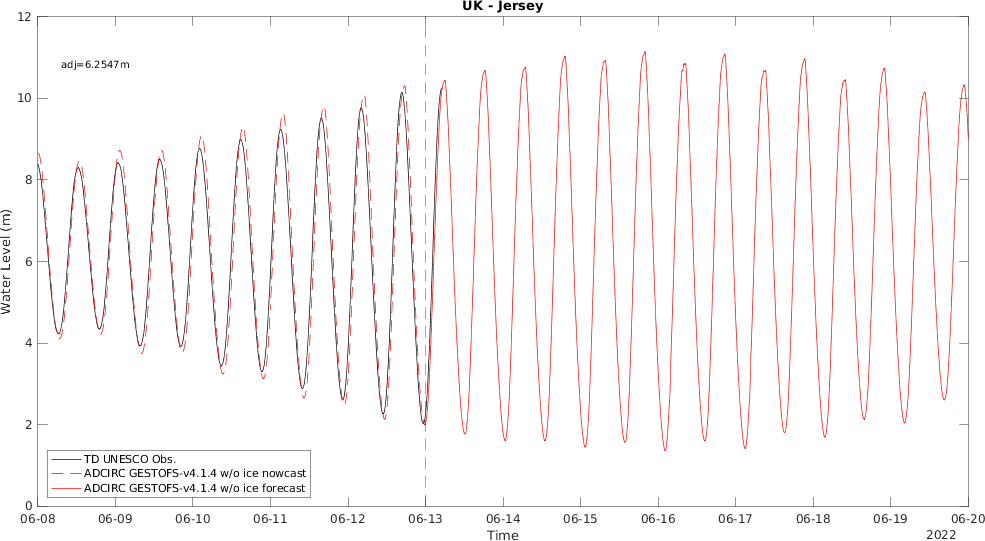 UK - Jersey
12
adj=6.2547m
10
8
6
4
2
0
Water Level (m)
TD UNESCO Obs.
ADCIRC GESTOFS-v4.1.4 w/o ice nowcast
ADCIRC GESTOFS-v4.1.4 w/o ice forecast
06-08 06-09 06-10 06-11 06-12 06-13 06-14 06-15 06-16 06-17 06-18 06-19 06-20
Time
2022